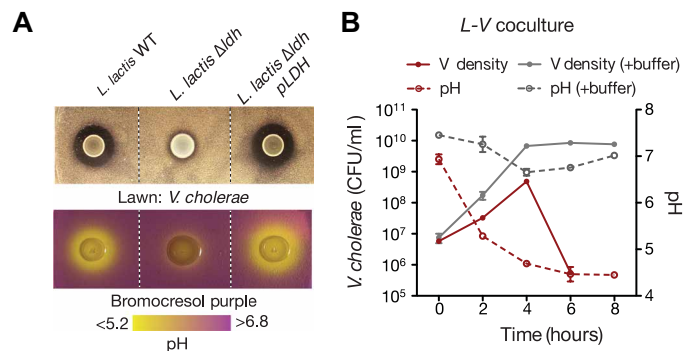 A
L. lactis WT
L. lactis Δldh
L. lactis Δldh
pLDH
Lawn: V. cholerae
Bromocresol purple
<5.2 >6.8
pH
B
L-V coculture
V density V density (+buffer)
pH pH (+buffer)
V. cholerae (CFU/ml)
10¹¹
10¹⁰
10⁹
10⁸
10⁷
10⁶
10⁵
8
7
6
5
4
pH
0 2 4 6 8
Time (hours)